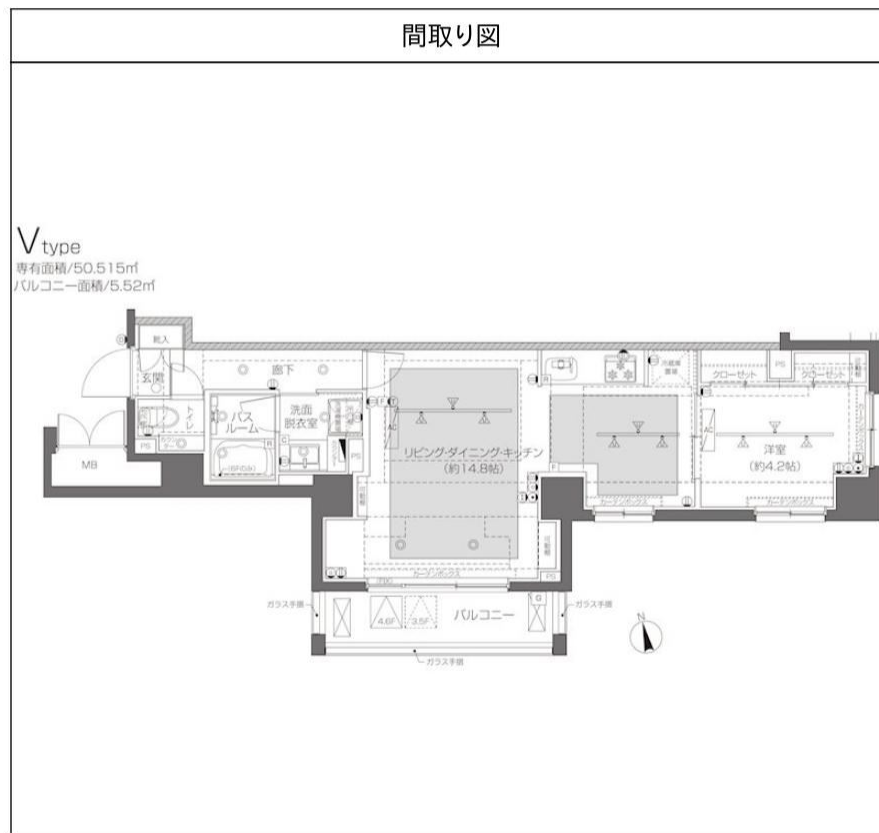 間取り図
V type
専有面積/50.515㎡
バルコニー面積/5.52㎡
靴入
玄関
廊下
トイレ
バス
ルーム
洗面
脱衣室
PS
R
C
PS
MB
AC
リビング・ダイニング・キッチン
(約14.8帖)
R
冷蔵庫
置場
F
カーテンボックス
クローゼット
PS
クローゼット
AC
洋室
(約4.2帖)
カーテンボックス
カーテンボックス
PS
ガラス手摺
4.6F
3.5F
バルコニー
G
ガラス手摺
ガラス手摺
N